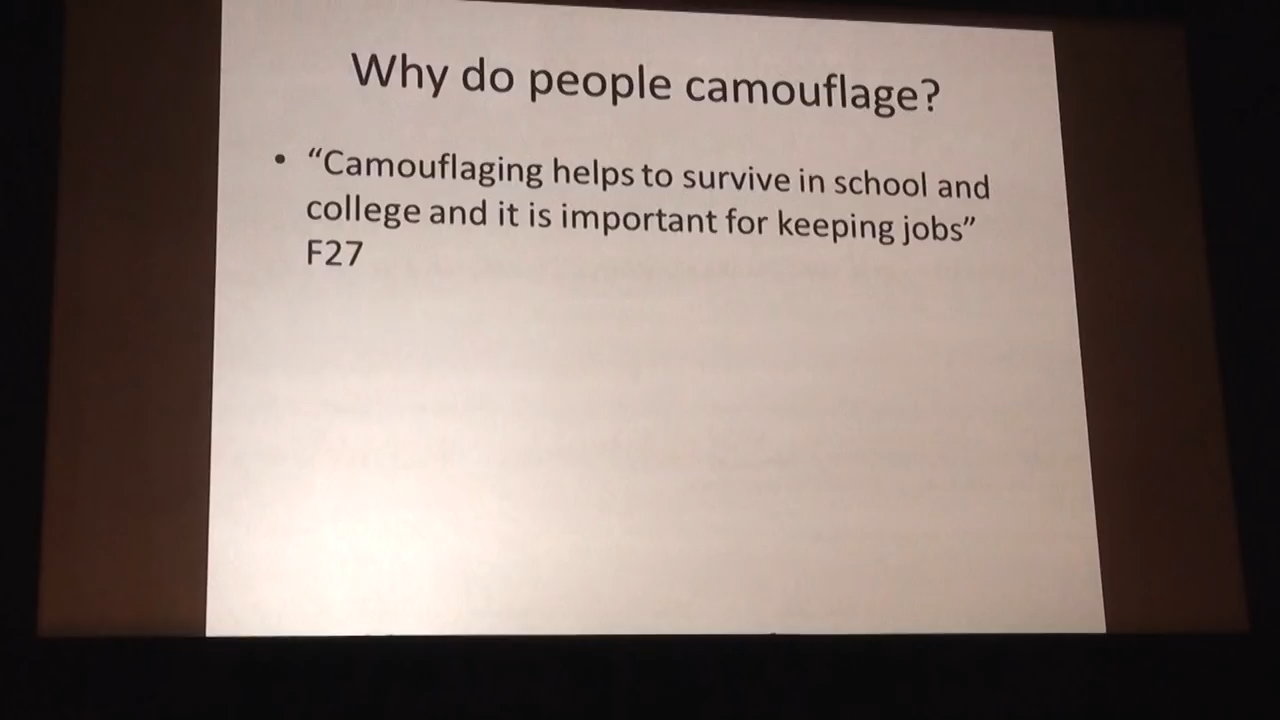 Why do people camouflage?
• “Camouflaging helps to survive in school and
college and it is important for keeping jobs”
F27